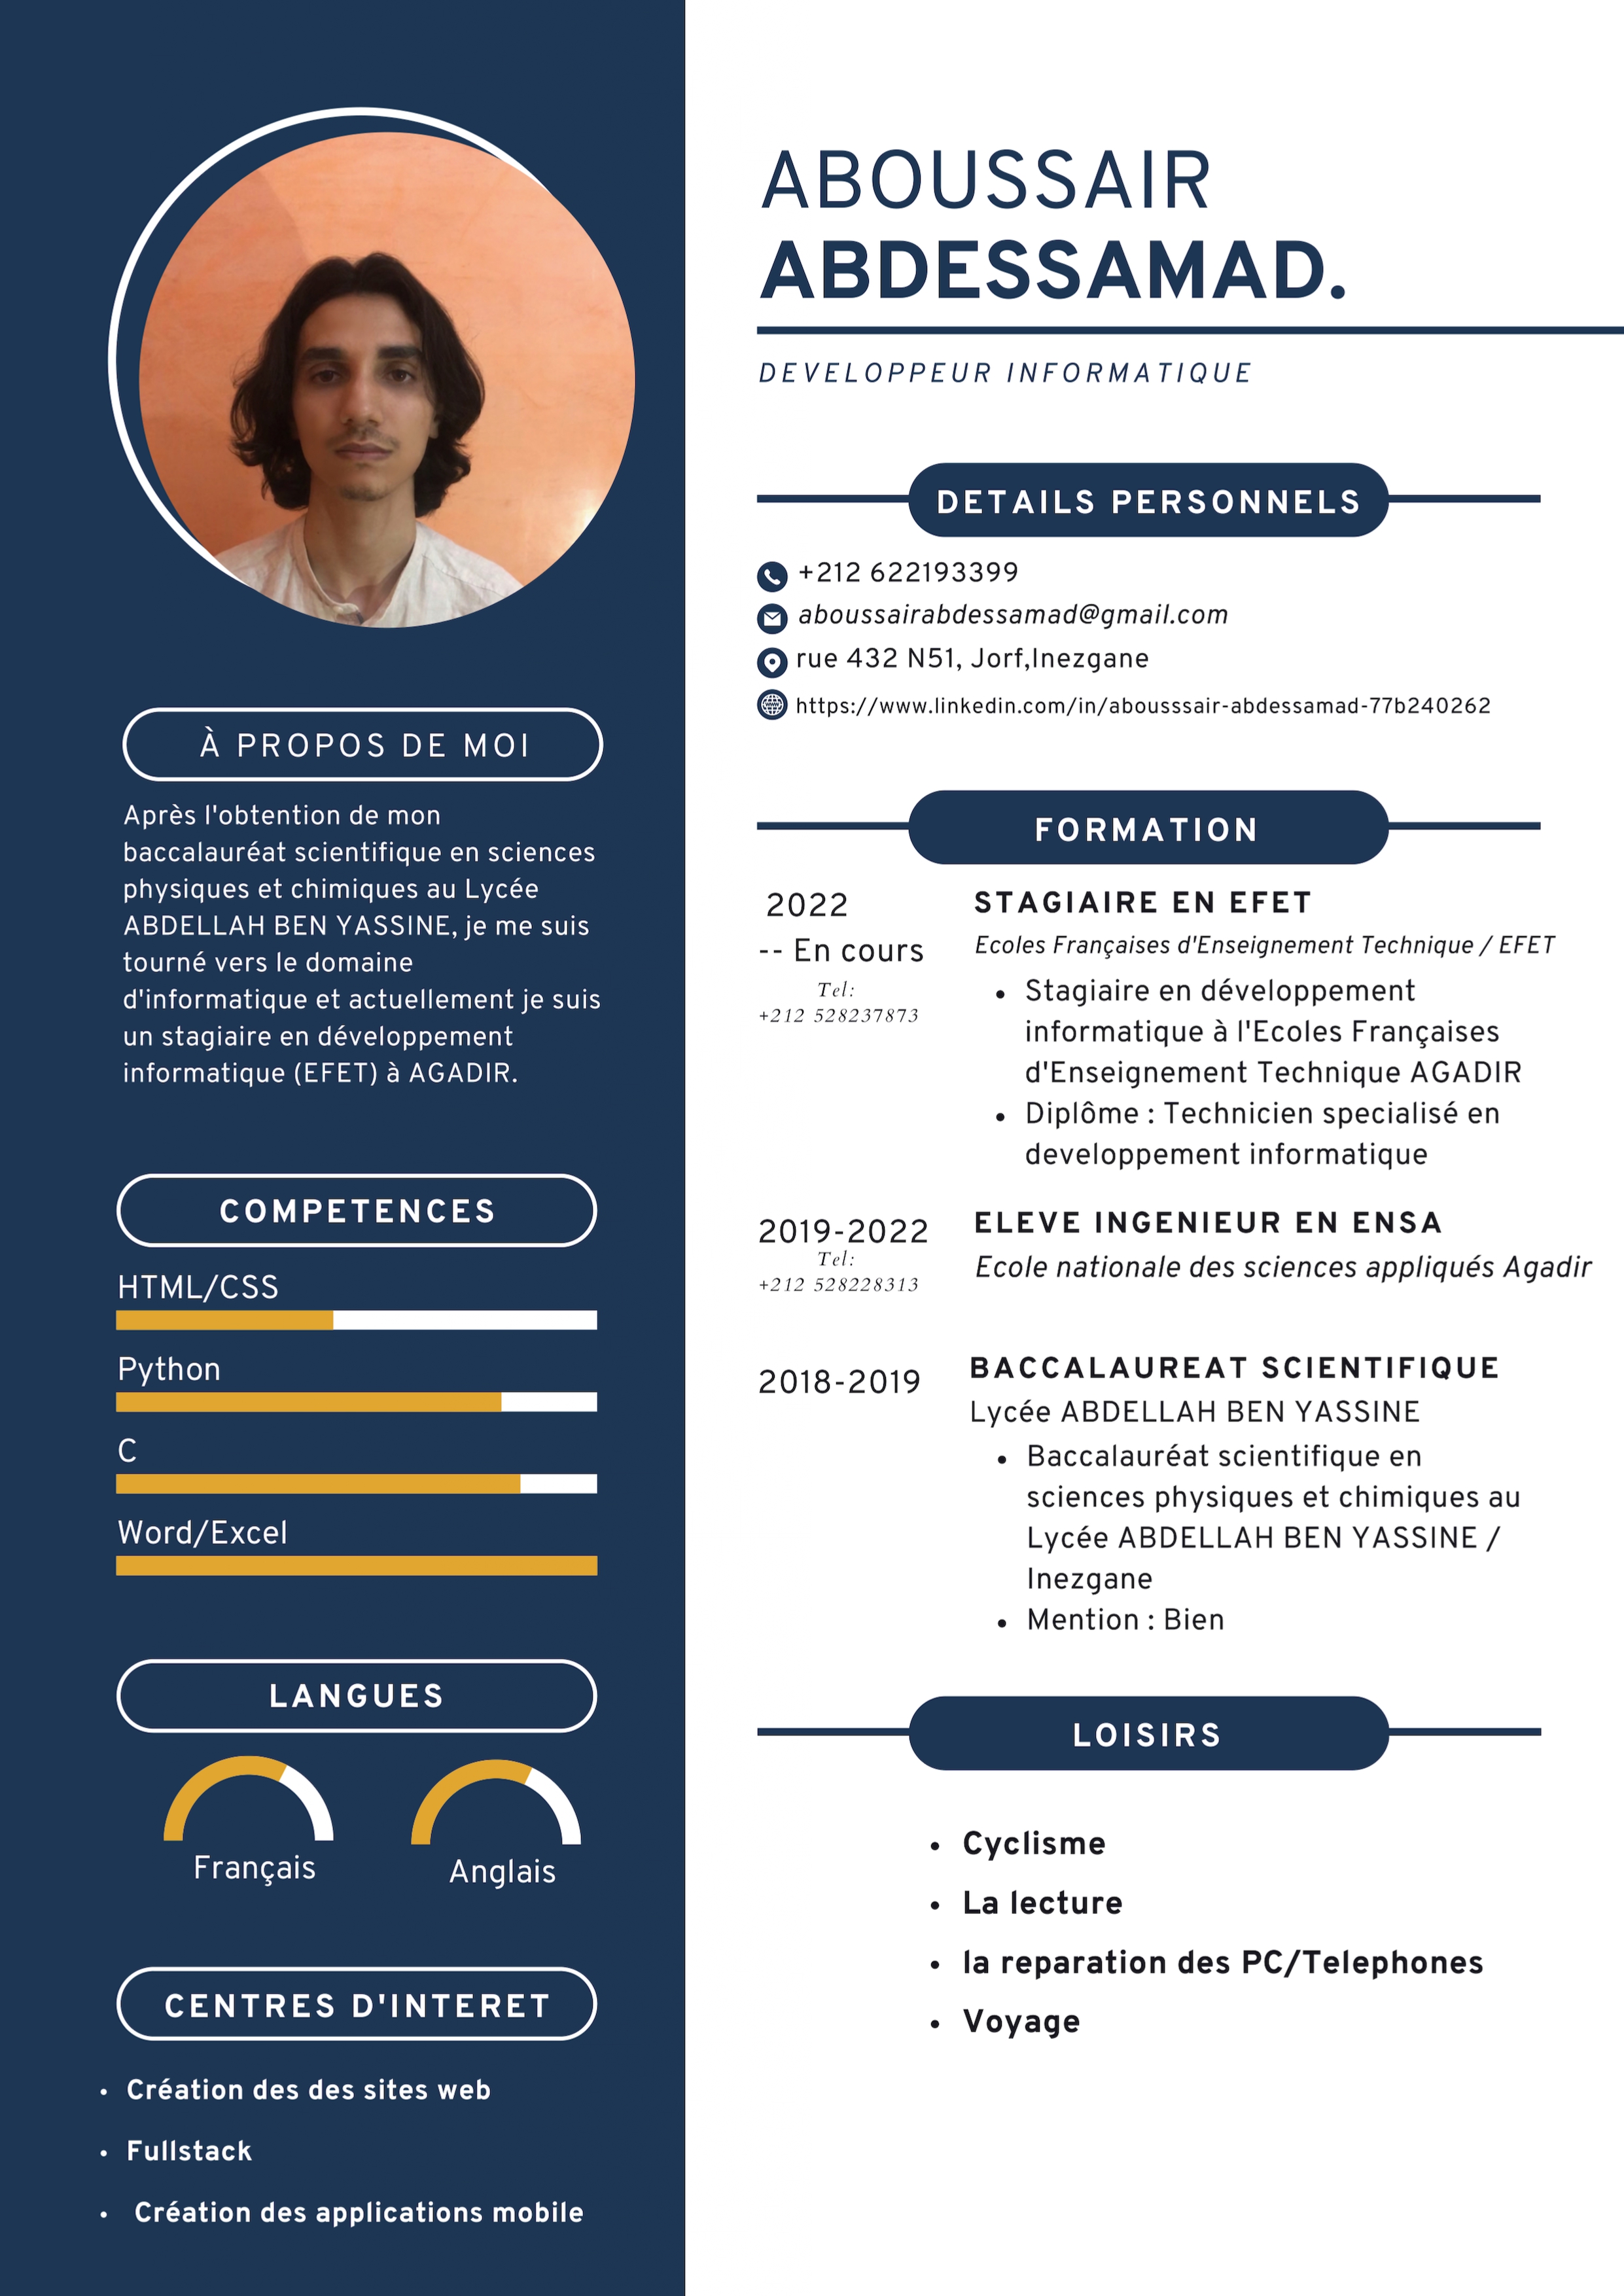 ABOUSSAIR
ABDESSAMAD.
DEVELOPPEUR INFORMATIQUE
À PROPOS DE MOI
Après l'obtention de mon
baccalauréat scientifique en sciences
physiques et chimiques au Lycée
ABDELLAH BEN YASSINE, je me suis
tourné vers le domaine
d'informatique et actuellement je suis
un stagiaire en développement
informatique (EFET) à AGADIR.
COMPETENCES
HTML/CSS
Python
C
Word/Excel
LANGUES
Français
Anglais
CENTRES D'INTERET
• Création des des sites web
• Fullstack
• Création des applications mobile
DETAILS PERSONNELS
+212 622193399
aboussairabdessamad@gmail.com
rue 432 N51, Jorf,Inezgane
https://www.linkedin.com/in/abousssair-abdessamad-77b240262
FORMATION
2022
-- En cours
Tel:
+212 528237873
STAGIAIRE EN EFET
Ecoles Françaises d'Enseignement Technique / EFET
• Stagiaire en développement
informatique à l'Ecoles Françaises
d'Enseignement Technique AGADIR
• Diplôme : Technicien specialisé en
developpement informatique
2019-2022
Tel:
+212 528228313
ELEVE INGENIEUR EN ENSA
Ecole nationale des sciences appliqués Agadir
2018-2019
BACCALAUREAT SCIENTIFIQUE
Lycée ABDELLAH BEN YASSINE
• Baccalauréat scientifique en
sciences physiques et chimiques au
Lycée ABDELLAH BEN YASSINE /
Inezgane
• Mention : Bien
LOISIRS
• Cyclisme
• La lecture
• la reparation des PC/Telephones
• Voyage